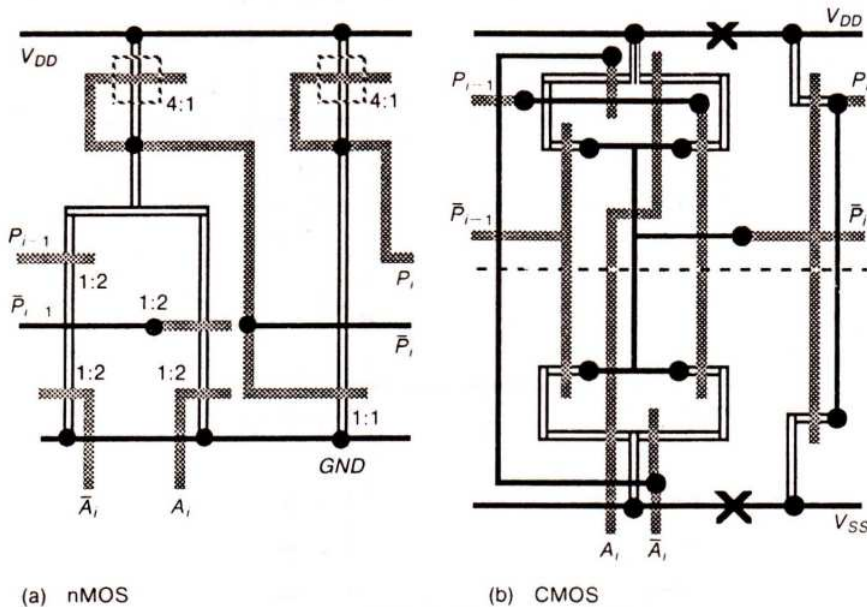 V_DD
4:1
4:1
P_{i-1}
1:2
P_i
P̄_{i-1}
1:2
P̄_i
1:2
1:2
1:1
GND
Ā_i
A_i
(a) nMOS
V_DD
P_{i-1}
P_i
P̄_{i-1}
P̄_i
V_SS
A_i
Ā_i
(b) CMOS